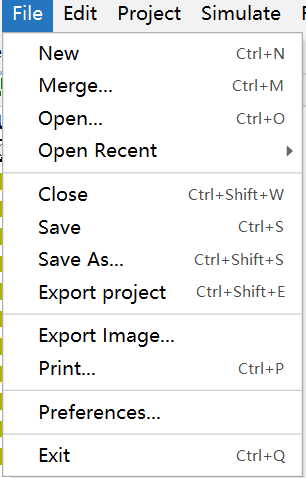 File Edit Project Simulate
New Ctrl+N
Merge... Ctrl+M
Open... Ctrl+O
Open Recent
Close Ctrl+Shift+W
Save Ctrl+S
Save As... Ctrl+Shift+S
Export project Ctrl+Shift+E
Export Image...
Print... Ctrl+P
Preferences...
Exit Ctrl+Q